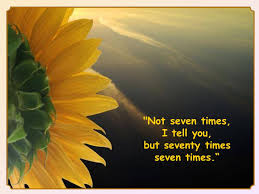 "Not seven times,
I tell you,
but seventy times
seven times."